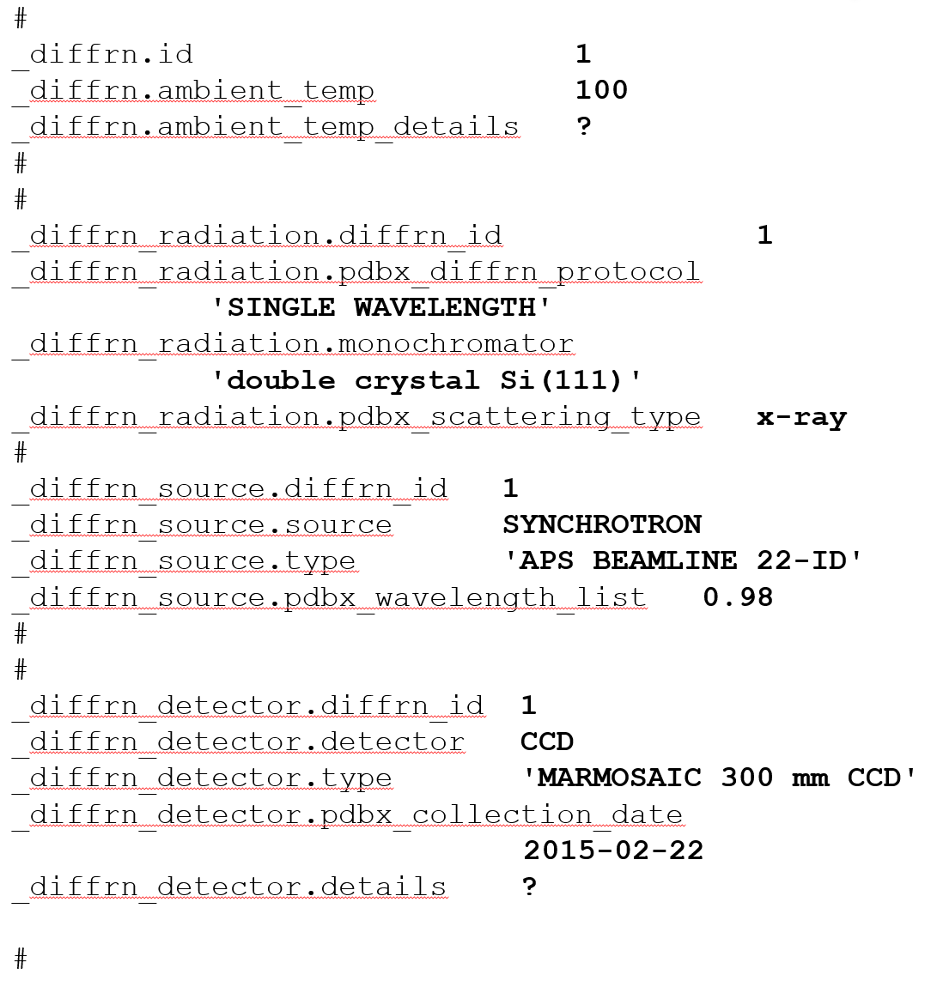 #
_diffrn.id 1
_diffrn.ambient_temp 100
_diffrn.ambient_temp_details ?
#
#
_diffrn_radiation.diffrn_id 1
_diffrn_radiation.pdbx_diffrn_protocol
'SINGLE WAVELENGTH'
_diffrn_radiation.monochromator
'double crystal Si(111)'
_diffrn_radiation.pdbx_scattering_type x-ray
#
_diffrn_source.diffrn_id 1
_diffrn_source.source SYNCHROTRON
_diffrn_source.type 'APS BEAMLINE 22-ID'
_diffrn_source.pdbx_wavelength_list 0.98
#
#
_diffrn_detector.diffrn_id 1
_diffrn_detector.detector CCD
_diffrn_detector.type 'MARMOSAIC 300 mm CCD'
_diffrn_detector.pdbx_collection_date
2015-02-22
_diffrn_detector.details ?
#